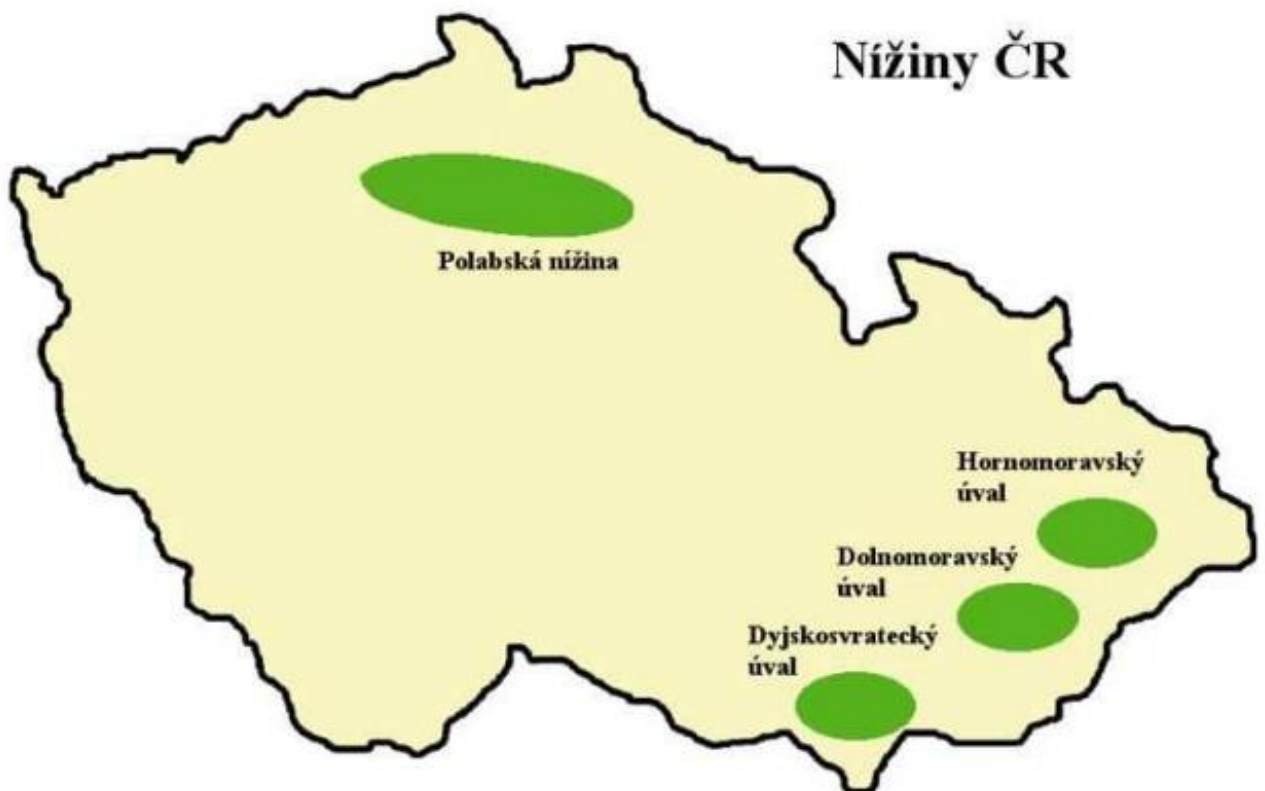 Nížiny ČR
Polabská nížina
Hornomoravský
úval
Dolnomoravský
úval
Dyjskosvratecký
úval